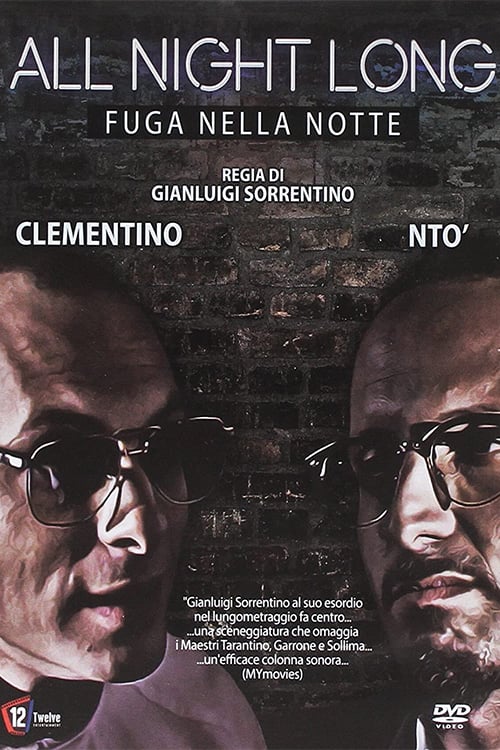 ALL NIGHT LONG
FUGA NELLA NOTTE
REGIA DI
GIANLUIGI SORRENTINO
CLEMENTINO
NTO'
"Gianluigi Sorrentino al suo esordio
nel lungometraggio fa centro...
...una sceneggiatura che omaggia
i Maestri Tarantino, Garrone e Sollima...
...un'efficace colonna sonora...
(MYmovies)
12 Twelve
ENTERTAINMENT
DVD
VIDEO